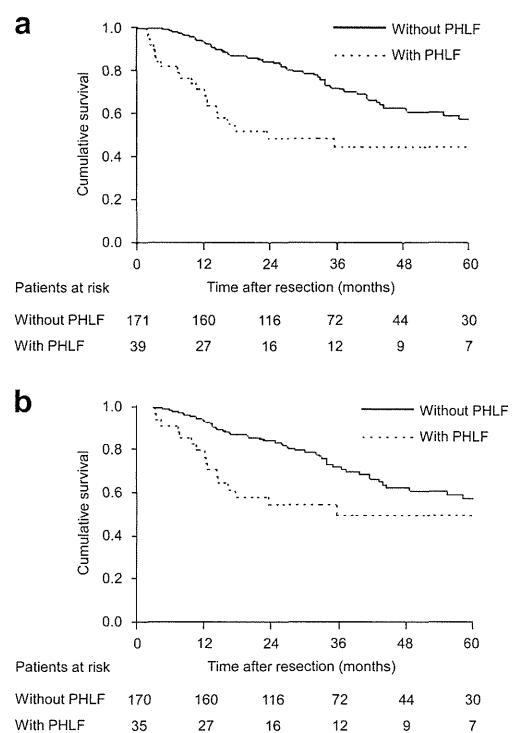 a
Without PHLF
With PHLF
Cumulative survival
1.0
0.8
0.6
0.4
0.2
0.0
0 12 24 36 48 60
Patients at risk Time after resection (months)
Without PHLF 171 160 116 72 44 30
With PHLF 39 27 16 12 9 7
b
Without PHLF
With PHLF
Cumulative survival
1.0
0.8
0.6
0.4
0.2
0.0
0 12 24 36 48 60
Patients at risk Time after resection (months)
Without PHLF 170 160 116 72 44 30
With PHLF 35 27 16 12 9 7